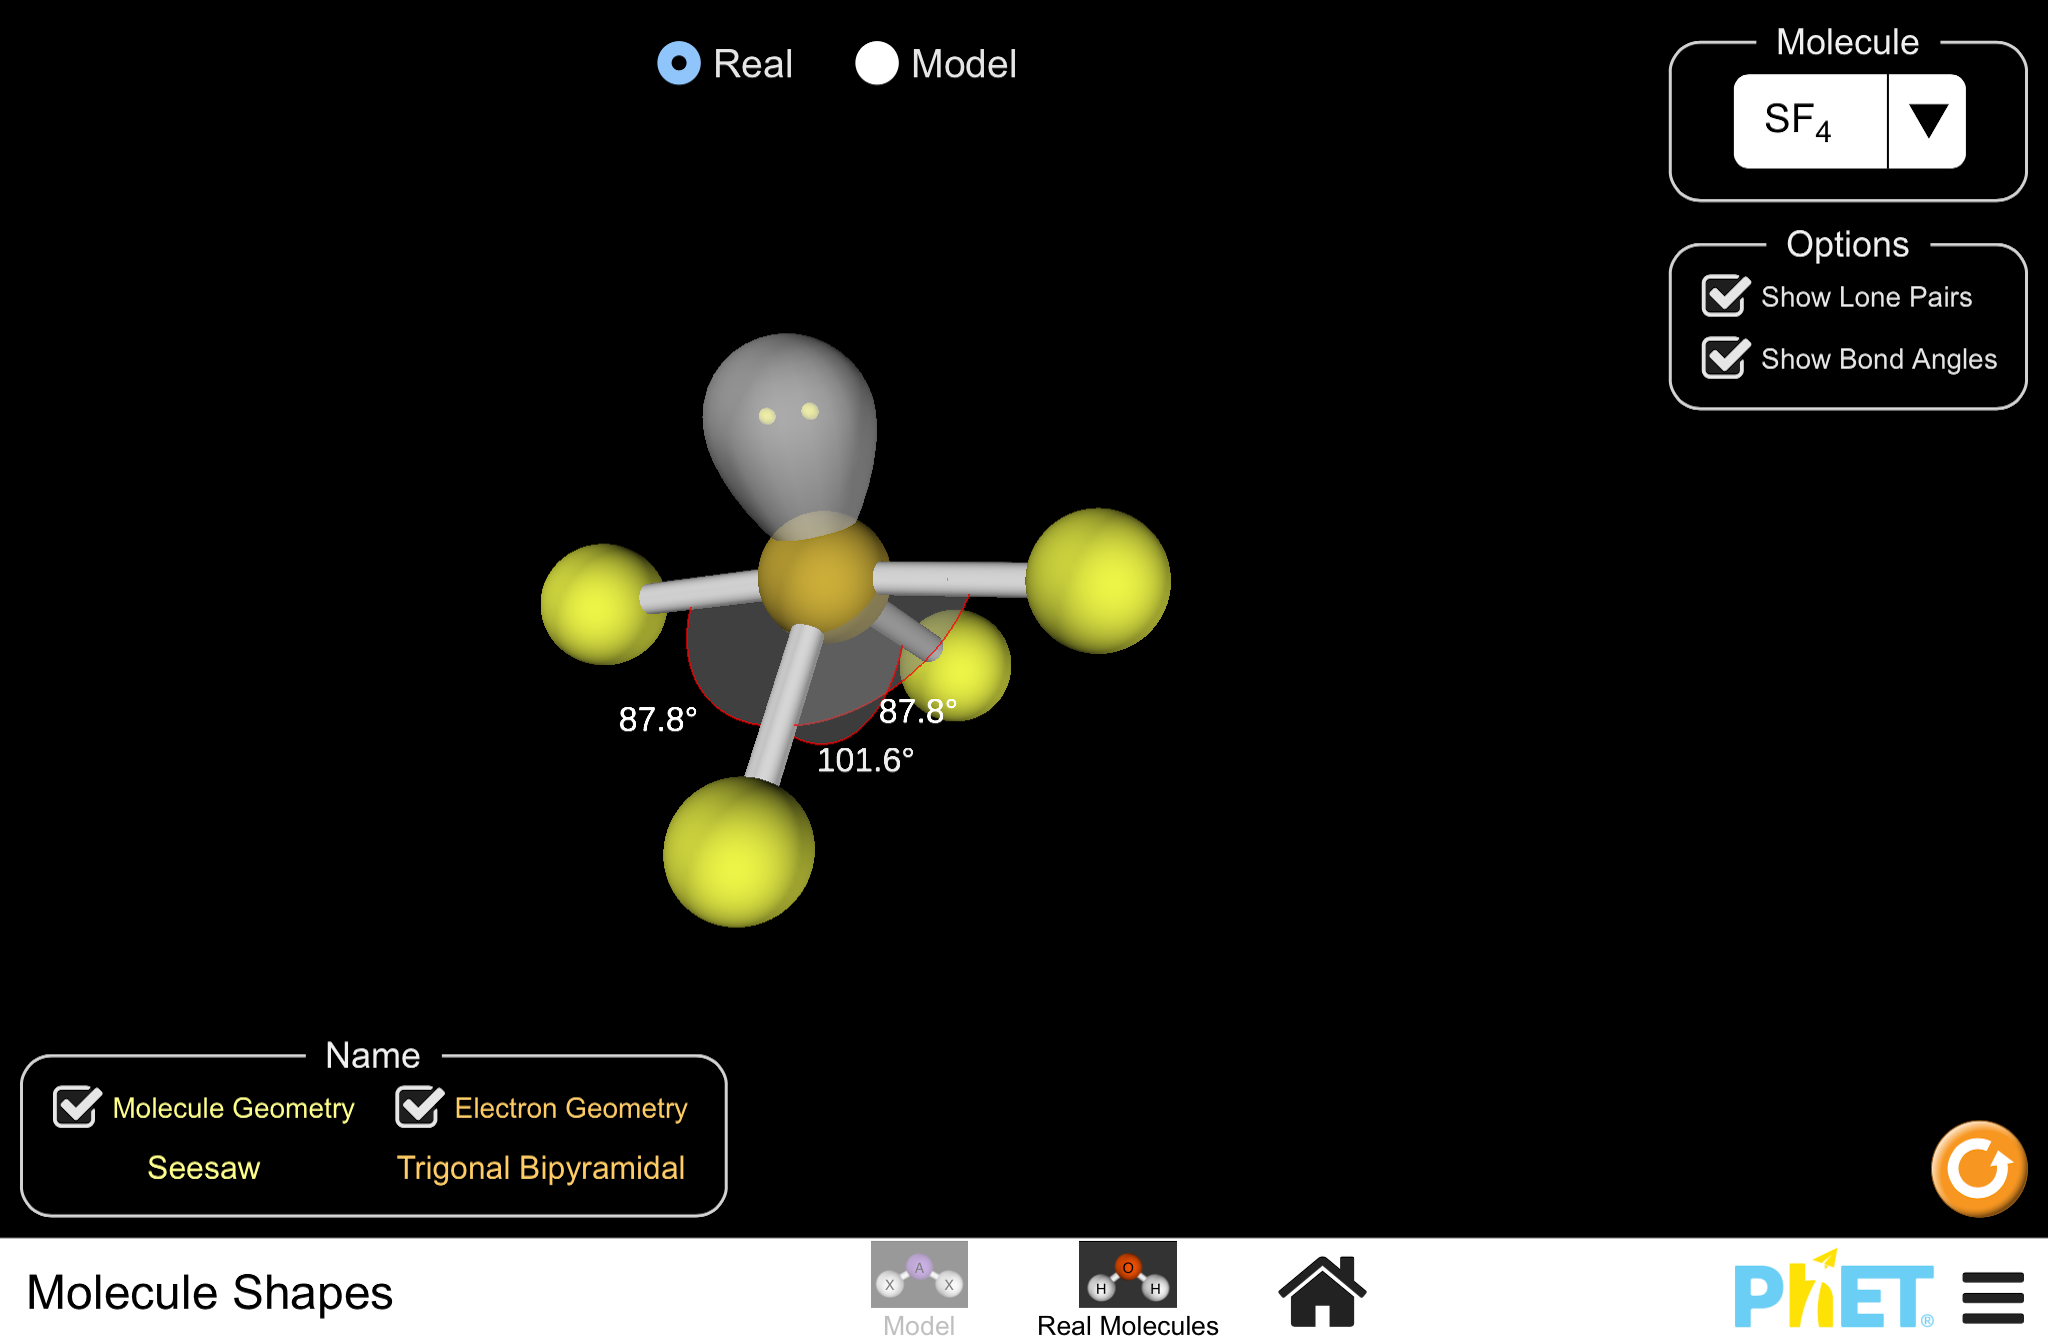 Real Model
Molecule
SF₄
Options
Show Lone Pairs
Show Bond Angles
87.8°
87.8°
101.6°
Name
Molecule Geometry Electron Geometry
Seesaw Trigonal Bipyramidal
Molecule Shapes
X A X
Model
H O H
Real Molecules
PhET®